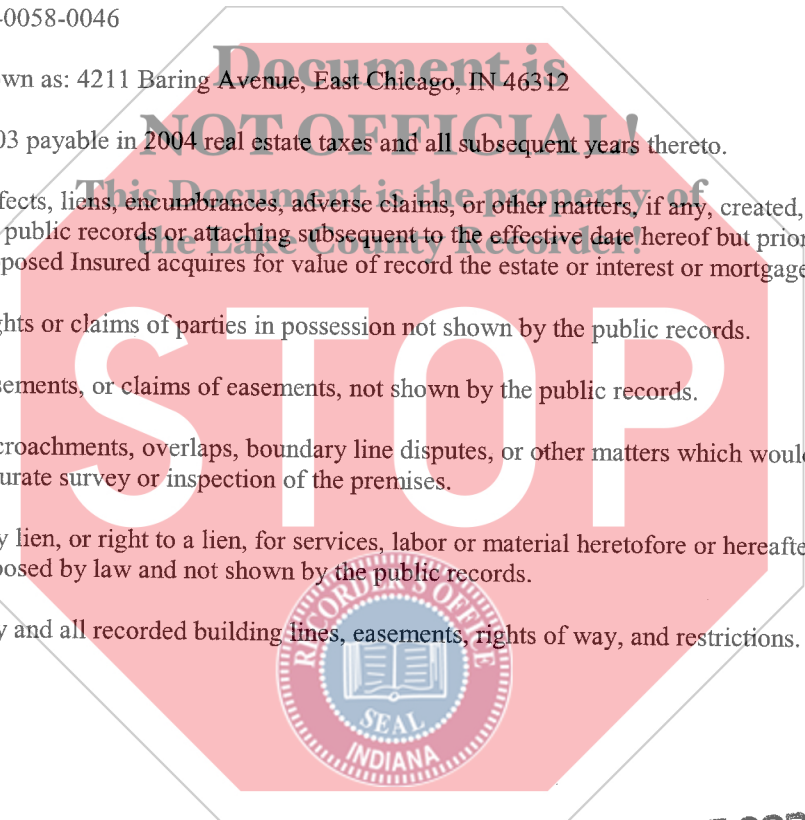 -0058-0046
wn as: 4211 Baring Avenue, East Chicago, IN 46312
Document is
NOT OFFICIAL!
This Document is the property of
the Lake County Recorder!
03 payable in 2004 real estate taxes and all subsequent years thereto.
fects, liens, encumbrances, adverse claims, or other matters, if any, created,
public records or attaching subsequent to the effective date hereof but prior
posed Insured acquires for value of record the estate or interest or mortgage
ghts or claims of parties in possession not shown by the public records.
STOP
sements, or claims of easements, not shown by the public records.
croachments, overlaps, boundary line disputes, or other matters which would
urate survey or inspection of the premises.
y lien, or right to a lien, for services, labor or material heretofore or hereafte
posed by law and not shown by the public records.
y and all recorded building lines, easements, rights of way, and restrictions.
RECORDER'S OFFICE
SEAL
INDIANA